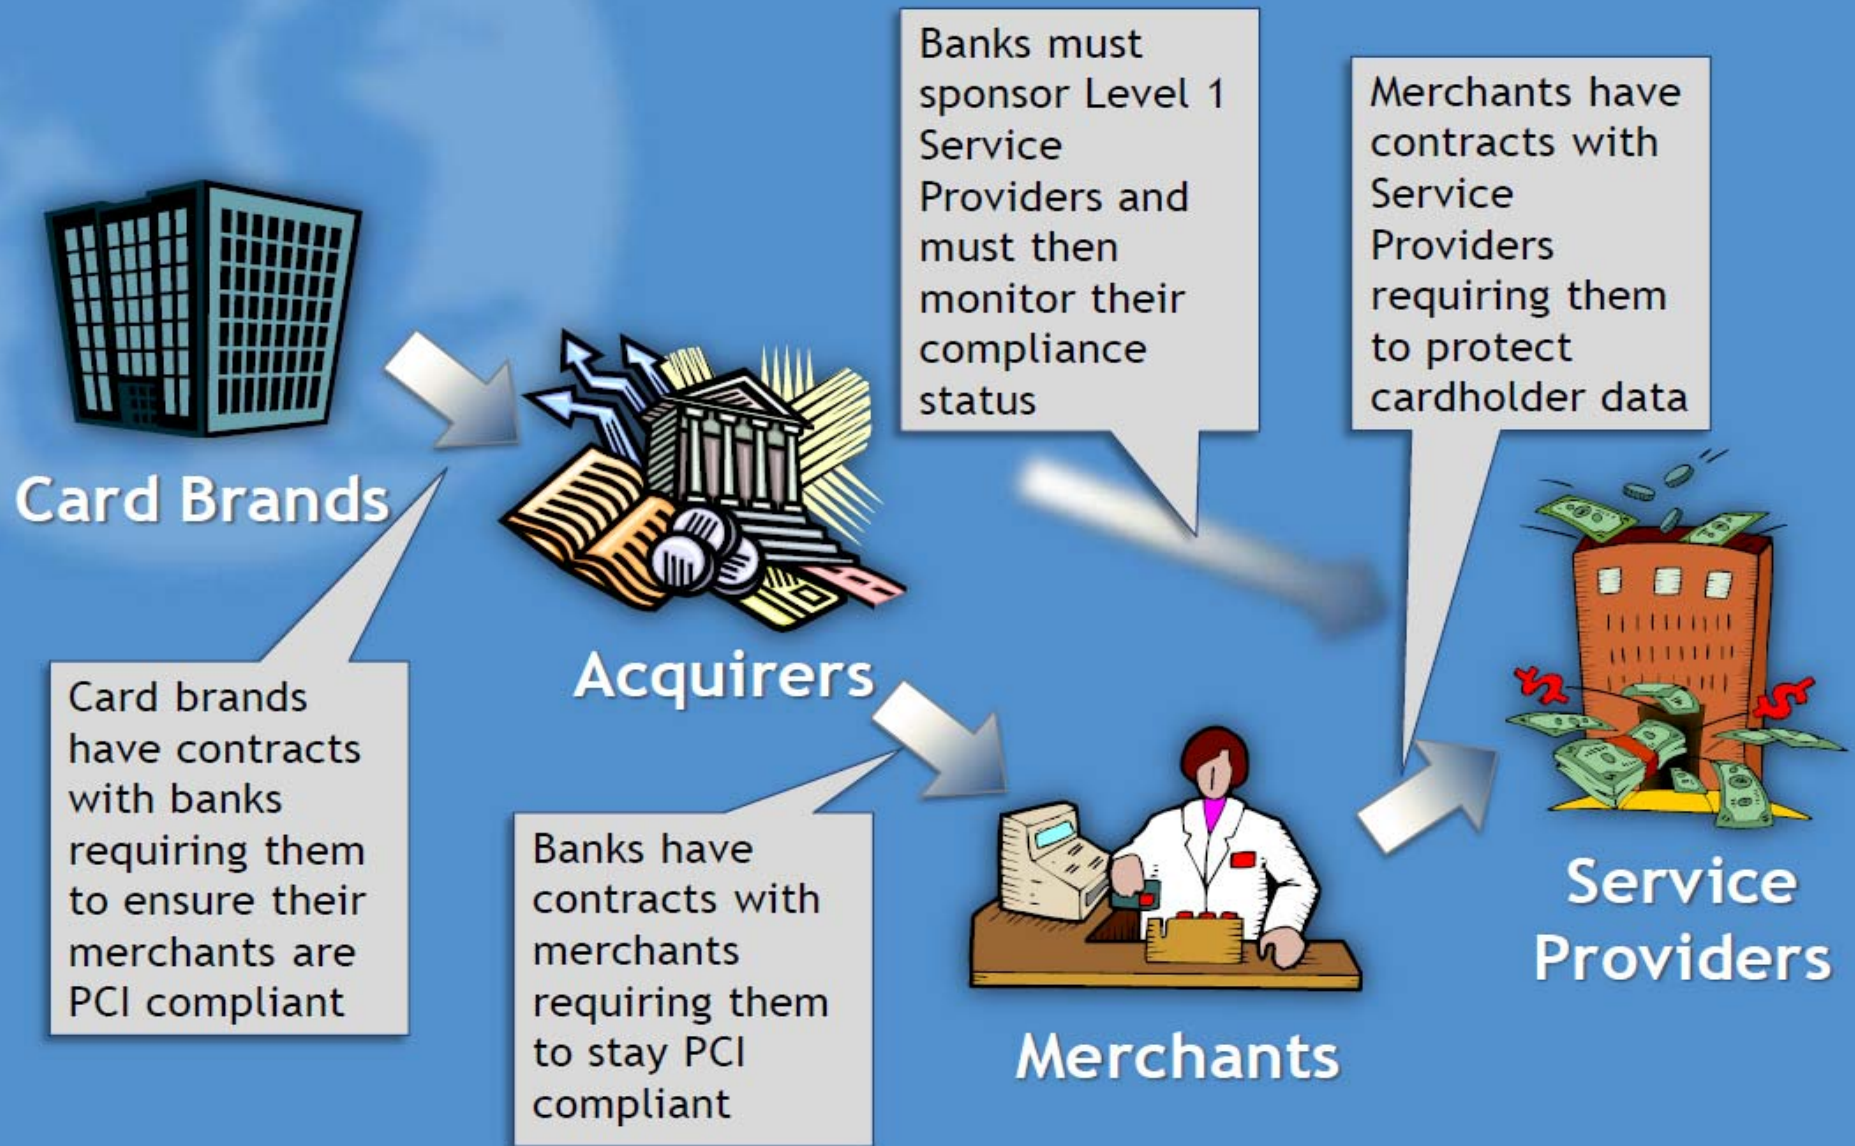 Card Brands
Card brands
have contracts
with banks
requiring them
to ensure their
merchants are
PCI compliant
Acquirers
Banks have
contracts with
merchants
requiring them
to stay PCI
compliant
Banks must
sponsor Level 1
Service
Providers and
must then
monitor their
compliance
status
Merchants
Merchants have
contracts with
Service
Providers
requiring them
to protect
cardholder data
Service
Providers